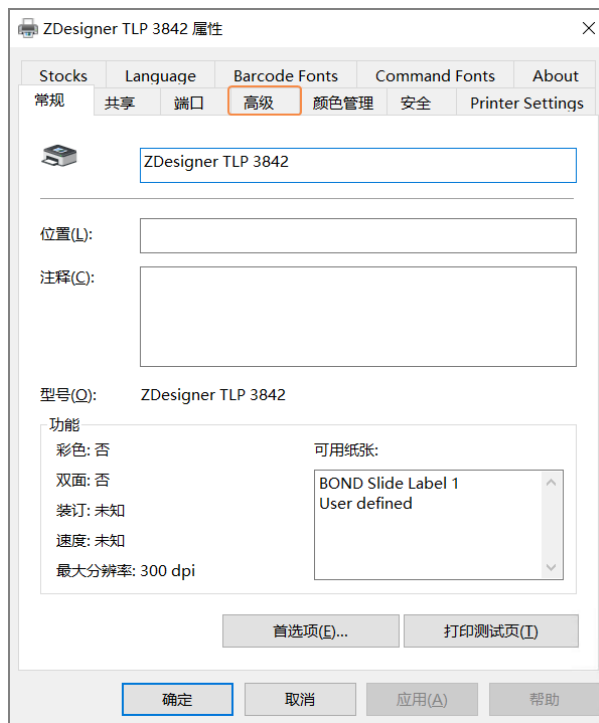 ZDesigner TLP 3842 属性
Stocks Language Barcode Fonts Command Fonts About
常规 共享 端口 高级 颜色管理 安全 Printer Settings
ZDesigner TLP 3842
位置(L):
注释(C):
型号(O): ZDesigner TLP 3842
功能
彩色: 否
双面: 否
装订: 未知
速度: 未知
最大分辨率: 300 dpi
可用纸张:
BOND Slide Label 1
User defined
首选项(E)... 打印测试页(T)
确定 取消 应用(A) 帮助